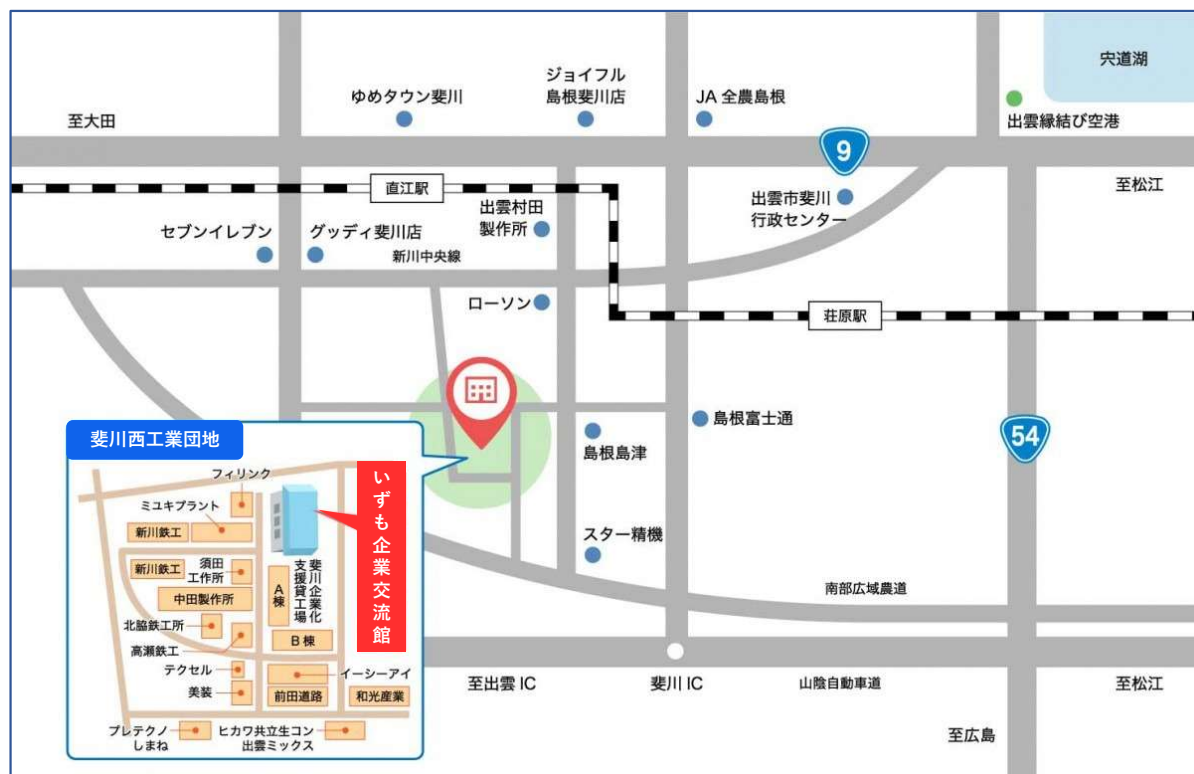 宍道湖
ジョイフル
島根斐川店
ゆめタウン斐川
JA 全農島根
至大田
出雲縁結び空港
9
直江駅
出雲村田
製作所
出雲市斐川
行政センター
至松江
セブンイレブン
グッディ斐川店
新川中央線
ローソン
荘原駅
島根富士通
54
島根島津
スター精機
南部広域農道
至出雲 IC
斐川 IC
山陰自動車道
至松江
至広島
斐川西工業団地
フィリンク
ミユキプラント
新川鉄工
いずも企業交流館
新川鉄工
須田
工作所
中田製作所
A棟
斐川企業化
支援貸工場
北脇鉄工所
B棟
高瀬鉄工
テクセル
イーシーアイ
美装
前田道路
和光産業
プレテクノ
しまね
ヒカワ共立生コン
出雲ミックス